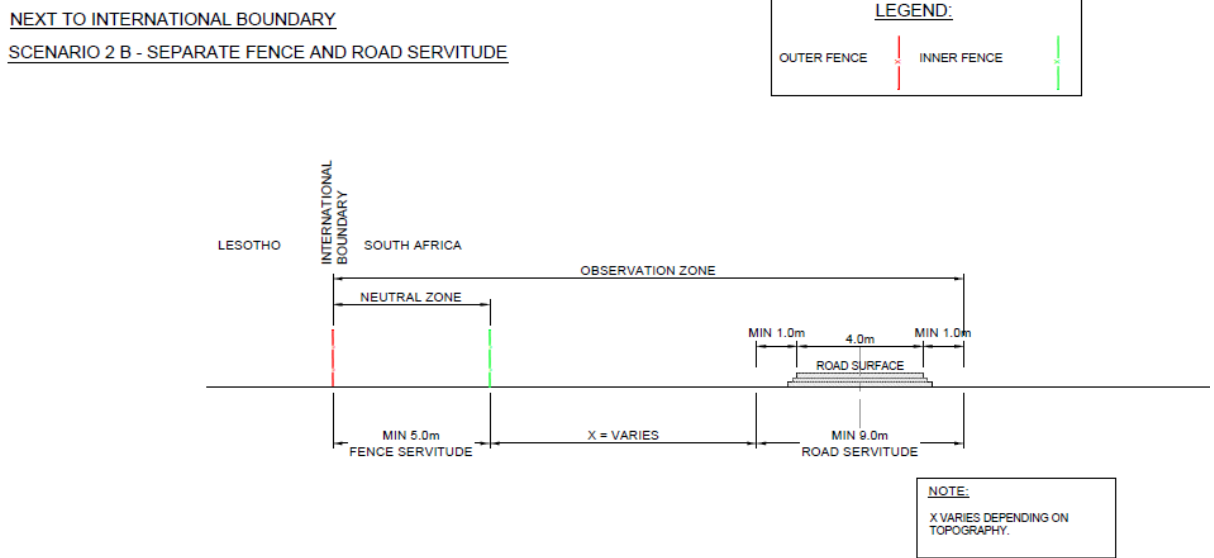 NEXT TO INTERNATIONAL BOUNDARY
SCENARIO 2 B - SEPARATE FENCE AND ROAD SERVITUDE
LEGEND:
OUTER FENCE
INNER FENCE
INTERNATIONAL
BOUNDARY
LESOTHO
SOUTH AFRICA
OBSERVATION ZONE
NEUTRAL ZONE
MIN 1.0m
4.0m
MIN 1.0m
ROAD SURFACE
MIN 5.0m
FENCE SERVITUDE
X = VARIES
MIN 9.0m
ROAD SERVITUDE
NOTE:
X VARIES DEPENDING ON
TOPOGRAPHY.